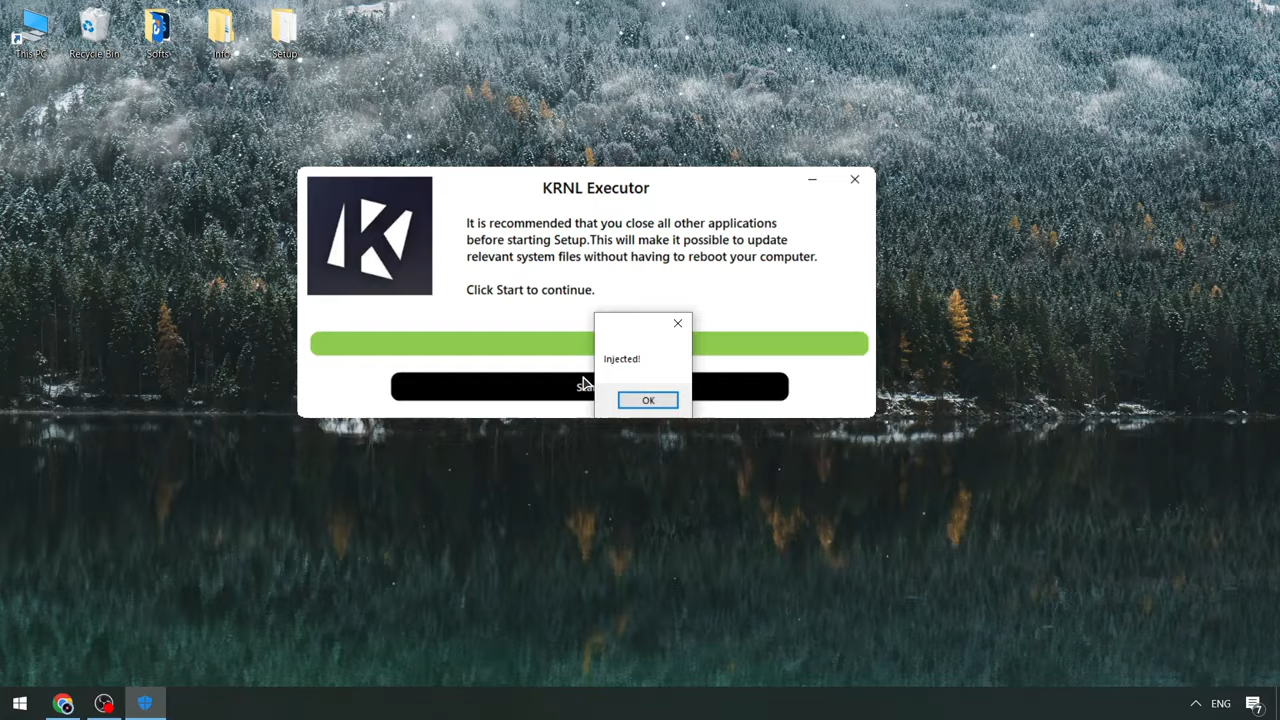 This PC
Recycle Bin
Softs
Info
Setup
KRNL Executor
It is recommended that you close all other applications
before starting Setup.This will make it possible to update
relevant system files without having to reboot your computer.
Click Start to continue.
Injected!
OK
ENG
7